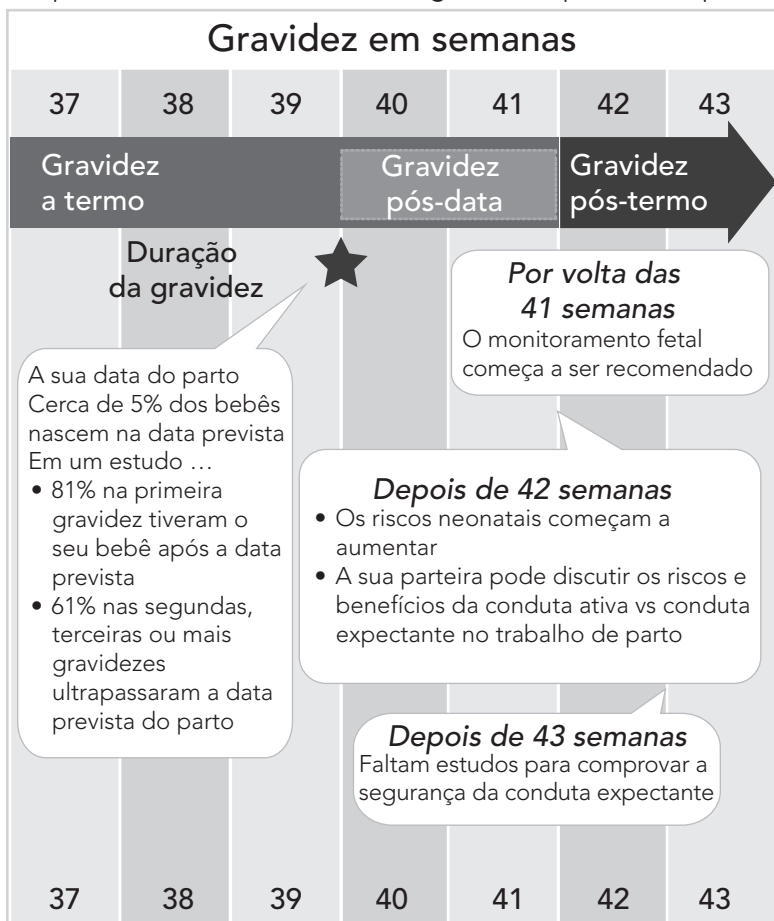 Gravidez em semanas
37 38 39 40 41 42 43
Gravidez
a termo
Gravidez
pós-data
Gravidez
pós-termo
Duração
da gravidez
Por volta das
41 semanas
O monitoramento fetal
começa a ser recomendado
A sua data do parto
Cerca de 5% dos bebês
nascem na data prevista
Em um estudo …
• 81% na primeira
gravidez tiveram o
seu bebê após a data
prevista
• 61% nas segundas,
terceiras ou mais
gravidezes
ultrapassaram a data
prevista do parto
Depois de 42 semanas
• Os riscos neonatais começam a
aumentar
• A sua parteira pode discutir os riscos e
benefícios da conduta ativa vs conduta
expectante no trabalho de parto
Depois de 43 semanas
Faltam estudos para comprovar a
segurança da conduta expectante
37 38 39 40 41 42 43